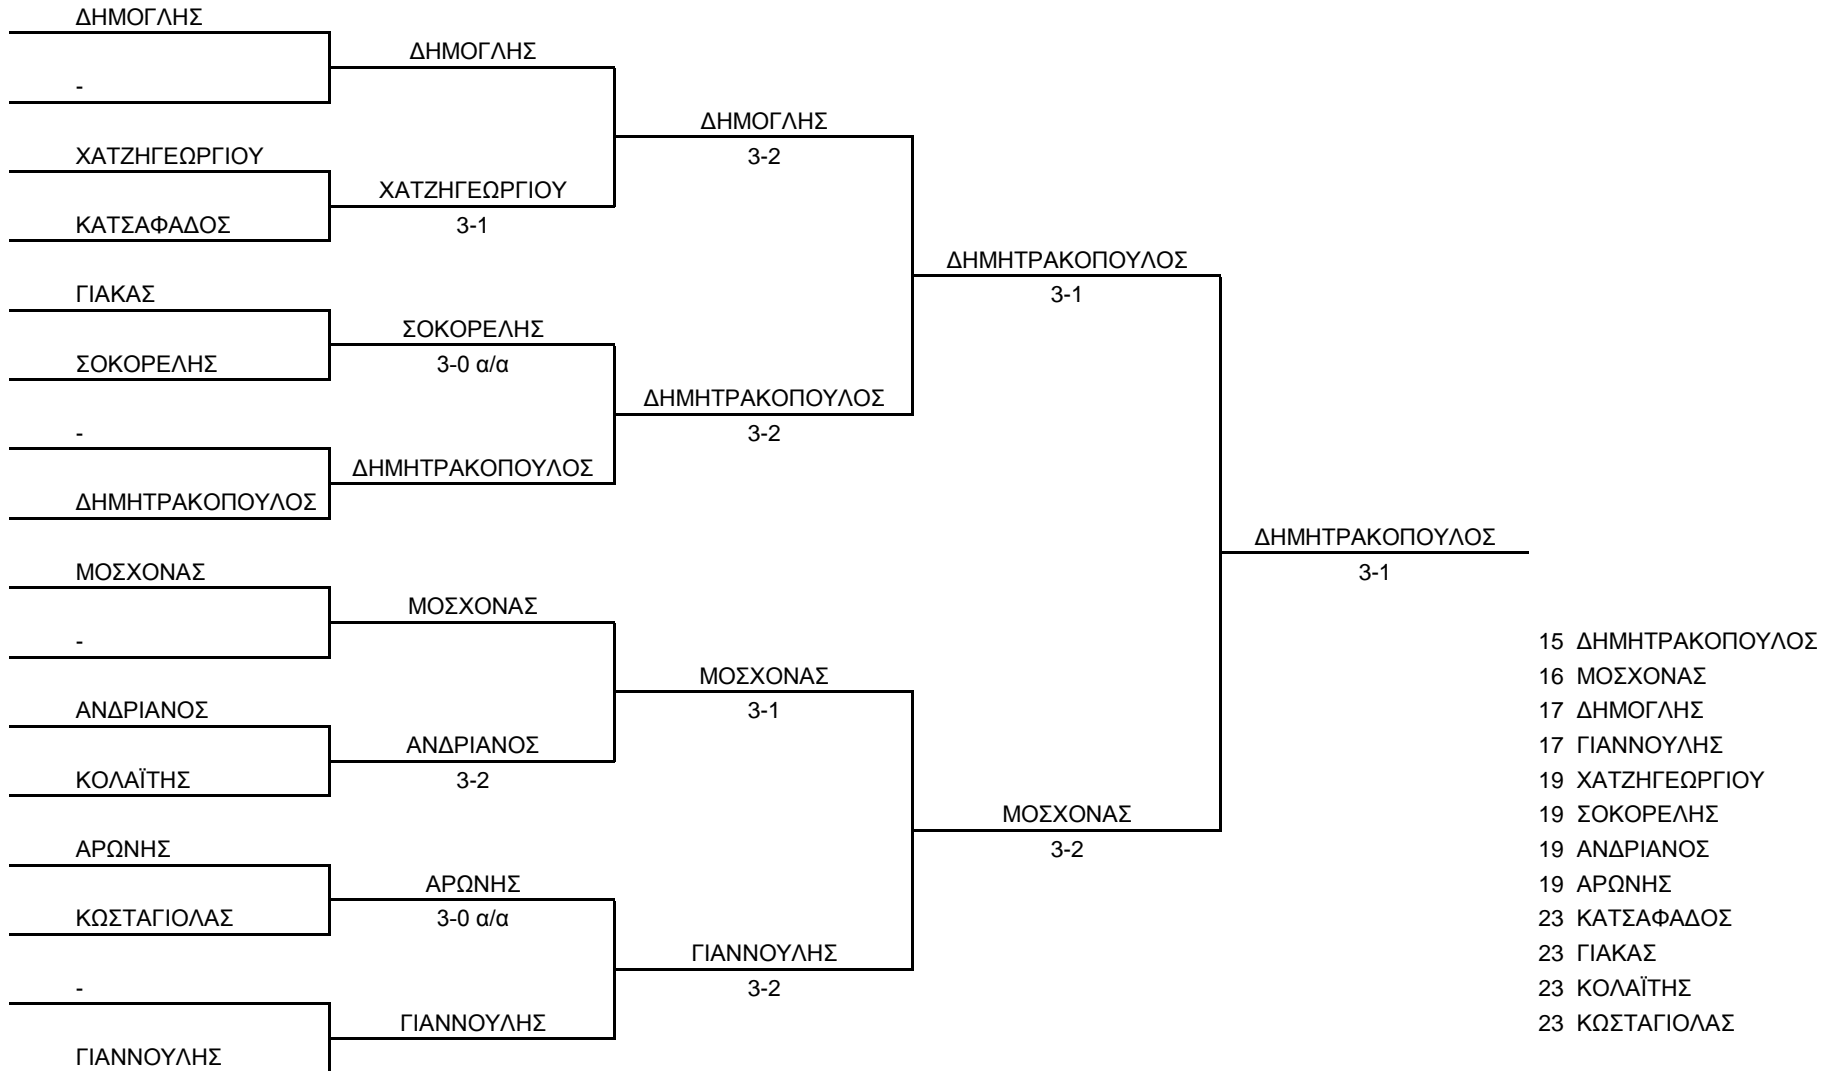 ΔΗΜΟΓΛΗΣ
ΔΗΜΟΓΛΗΣ
-
ΔΗΜΟΓΛΗΣ
3-2
ΧΑΤΖΗΓΕΩΡΓΙΟΥ
ΧΑΤΖΗΓΕΩΡΓΙΟΥ
3-1
ΚΑΤΣΑΦΑΔΟΣ
ΔΗΜΗΤΡΑΚΟΠΟΥΛΟΣ
3-1
ΓΙΑΚΑΣ
ΣΟΚΟΡΕΛΗΣ
3-0 α/α
ΣΟΚΟΡΕΛΗΣ
ΔΗΜΗΤΡΑΚΟΠΟΥΛΟΣ
3-2
-
ΔΗΜΗΤΡΑΚΟΠΟΥΛΟΣ
ΔΗΜΗΤΡΑΚΟΠΟΥΛΟΣ
ΔΗΜΗΤΡΑΚΟΠΟΥΛΟΣ
3-1
ΜΟΣΧΟΝΑΣ
ΜΟΣΧΟΝΑΣ
-
ΜΟΣΧΟΝΑΣ
3-1
ΑΝΔΡΙΑΝΟΣ
ΑΝΔΡΙΑΝΟΣ
3-2
ΚΟΛΑΪΤΗΣ
ΜΟΣΧΟΝΑΣ
3-2
ΑΡΩΝΗΣ
ΑΡΩΝΗΣ
3-0 α/α
ΚΩΣΤΑΓΙΟΛΑΣ
ΓΙΑΝΝΟΥΛΗΣ
3-2
-
ΓΙΑΝΝΟΥΛΗΣ
ΓΙΑΝΝΟΥΛΗΣ
15 ΔΗΜΗΤΡΑΚΟΠΟΥΛΟΣ
16 ΜΟΣΧΟΝΑΣ
17 ΔΗΜΟΓΛΗΣ
17 ΓΙΑΝΝΟΥΛΗΣ
19 ΧΑΤΖΗΓΕΩΡΓΙΟΥ
19 ΣΟΚΟΡΕΛΗΣ
19 ΑΝΔΡΙΑΝΟΣ
19 ΑΡΩΝΗΣ
23 ΚΑΤΣΑΦΑΔΟΣ
23 ΓΙΑΚΑΣ
23 ΚΟΛΑΪΤΗΣ
23 ΚΩΣΤΑΓΙΟΛΑΣ